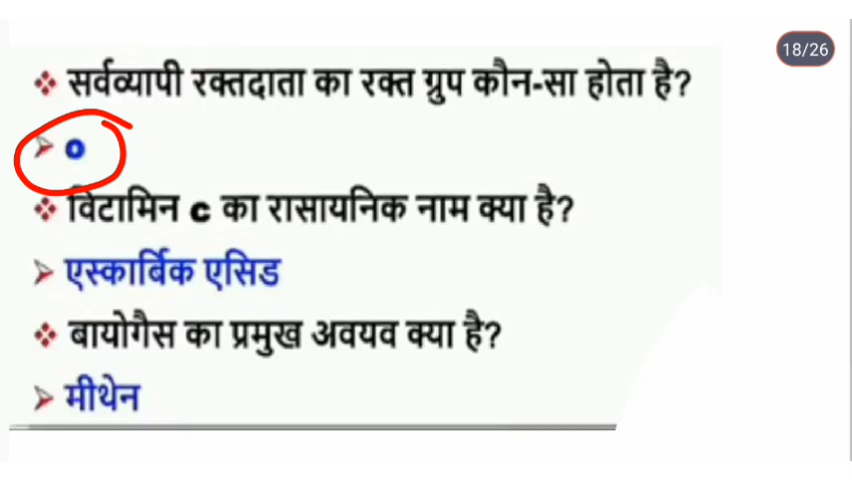 18/26
❖ सर्वव्यापी रक्तदाता का रक्त ग्रुप कौन-सा होता है?
➤ o
❖ विटामिन c का रासायनिक नाम क्या है?
➤ एस्कार्बिक एसिड
❖ बायोगैस का प्रमुख अवयव क्या है?
➤ मीथेन